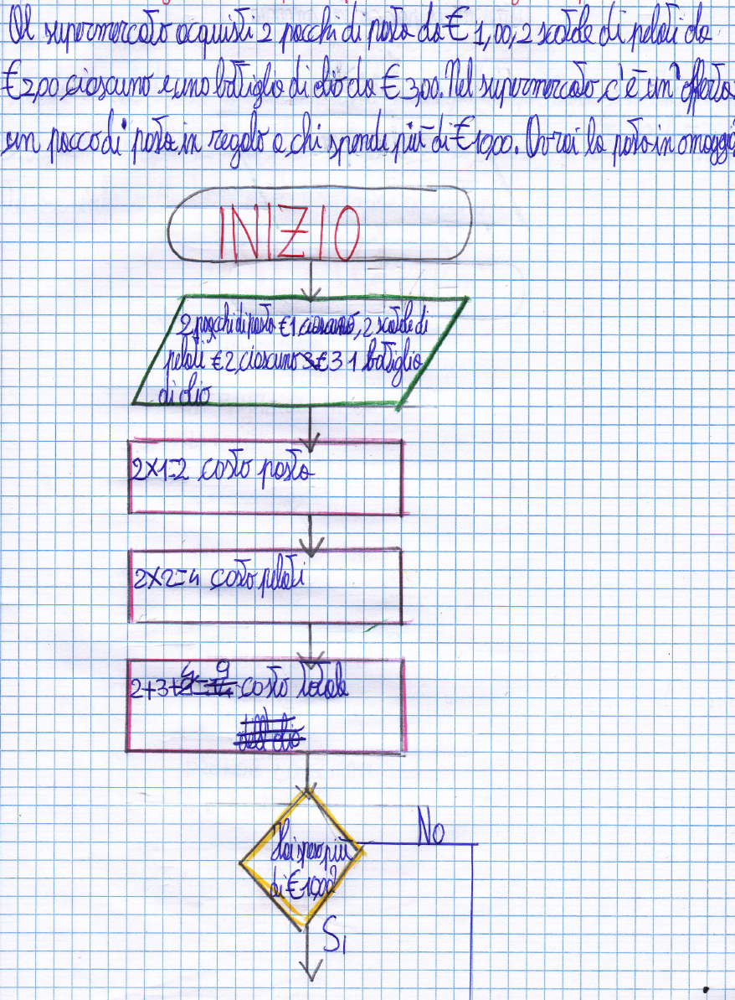 Al supermercato acquisti 2 pacchi di pasta da € 1,00, 2 scatole di pelati da
€ 2,00 ciascuno e una bottiglia di olio da € 3,00. Nel supermercato c'è un'offerta:
un pacco di pasta in regalo a chi spende più di € 10,00. Avrai la pasta in omaggio
INIZIO
2 pacchi di pasta €1 ciascuno, 2 scatole di
pelati €2 ciascuno €3 1 bottiglia
di olio
2x1=2 costo pasta
2x2=4 costo pelati
2+3+4=9 costo totale
dell'olio
No
Hai speso più
di € 10,00?
Si